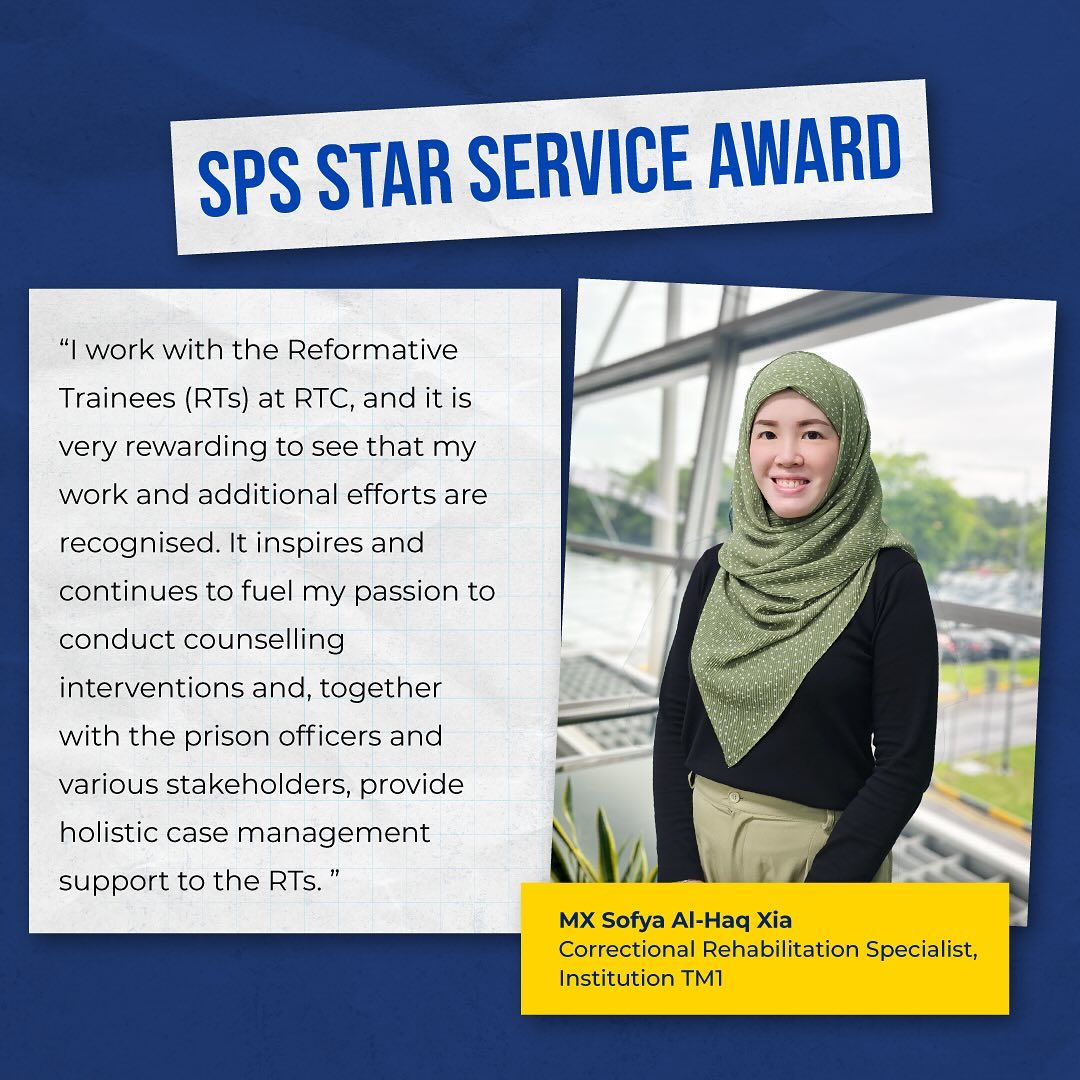 SPS STAR SERVICE AWARD
“I work with the Reformative
Trainees (RTs) at RTC, and it is
very rewarding to see that my
work and additional efforts are
recognised. It inspires and
continues to fuel my passion to
conduct counselling
interventions and, together
with the prison officers and
various stakeholders, provide
holistic case management
support to the RTs. ”
MX Sofya Al-Haq Xia
Correctional Rehabilitation Specialist,
Institution TM1